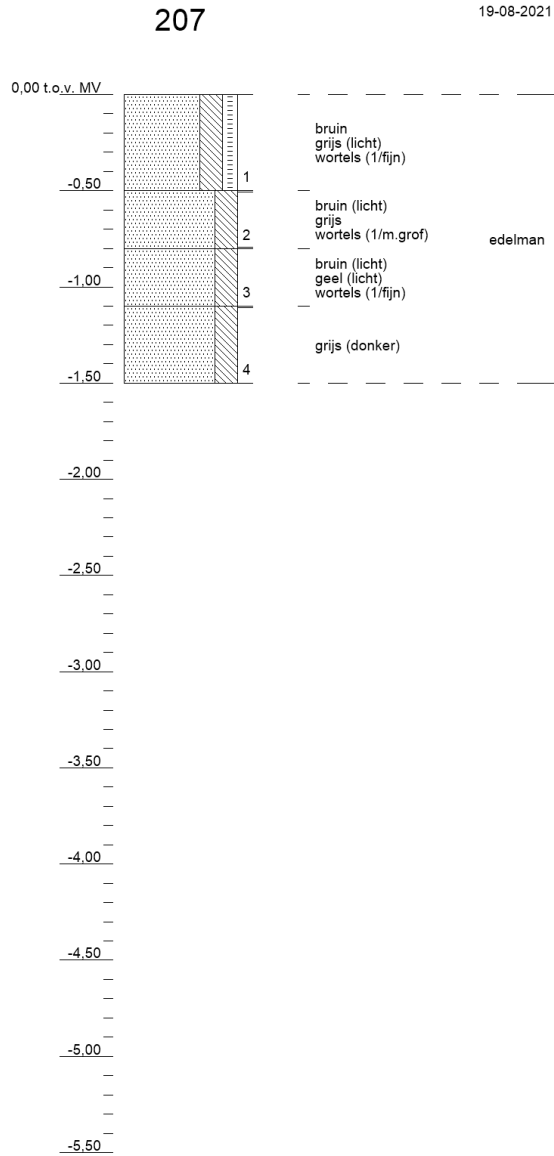 207
19-08-2021
0,00 t.o.v. MV
bruin
grijs (licht)
wortels (1/fijn)
1
-0,50
bruin (licht)
grijs
wortels (1/m.grof)
2
edelman
bruin (licht)
geel (licht)
wortels (1/fijn)
-1,00
3
grijs (donker)
4
-1,50
-2,00
-2,50
-3,00
-3,50
-4,00
-4,50
-5,00
-5,50